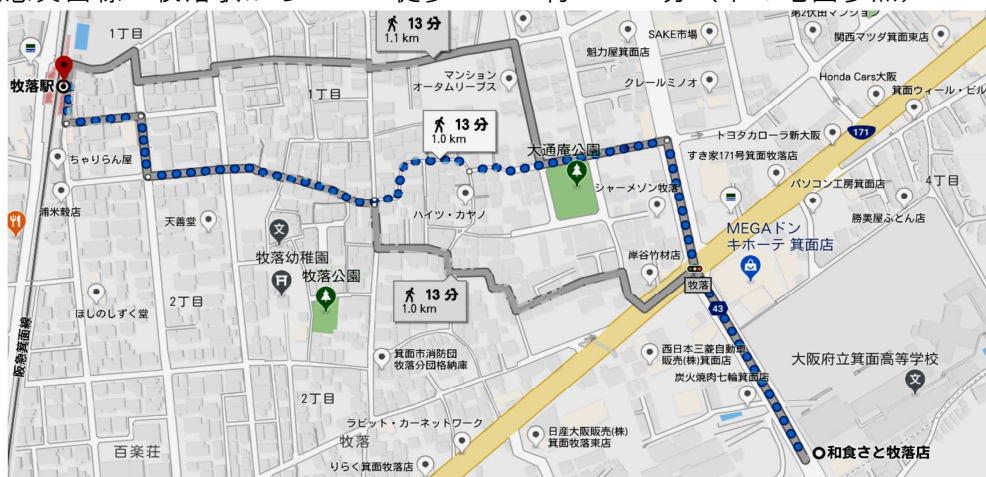 1丁目
第2伏田マンション
SAKE市場
関西マツダ箕面東店
魁力屋箕面店
13 分
1.1 km
牧落駅
マンション
オータムリーブス
クレールミノオ
Honda Cars大阪
箕面ウィール・ビル
1丁目
13 分
1.0 km
トヨタカローラ新大阪
171
ちゃりらん屋
大通庵公園
すき家171号箕面牧落店
シャーメゾン牧落
パソコン工房箕面店
4丁目
浦米穀店
天善堂
ハイツ・カヤノ
勝美屋ふとん店
MEGAドン
キホーテ 箕面店
牧落幼稚園
岸谷竹材店
牧落公園
牧落
2丁目
13 分
1.0 km
ほしのしずく堂
43
阪急箕面線
箕面市消防団
牧落分団格納庫
西日本三菱自動車
販売(株)箕面店
大阪府立箕面高等学校
炭火焼肉七輪箕面店
2丁目
ラビット・カーネットワーク
牧落
日産大阪販売(株)
箕面牧落東店
百楽荘
りらく箕面牧落店
和食さと牧落店